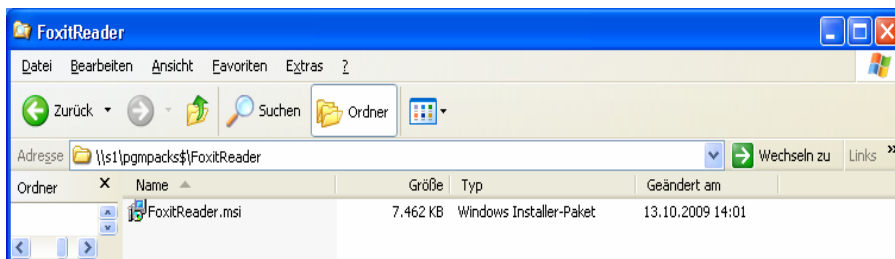 FoxitReader
Datei Bearbeiten Ansicht Favoriten Extras ?
Zurück Suchen Ordner
Adresse \\s1\pgmpacks$\FoxitReader Wechseln zu Links »
Ordner X Name Größe Typ Geändert am
FoxitReader.msi 7.462 KB Windows Installer-Paket 13.10.2009 14:01